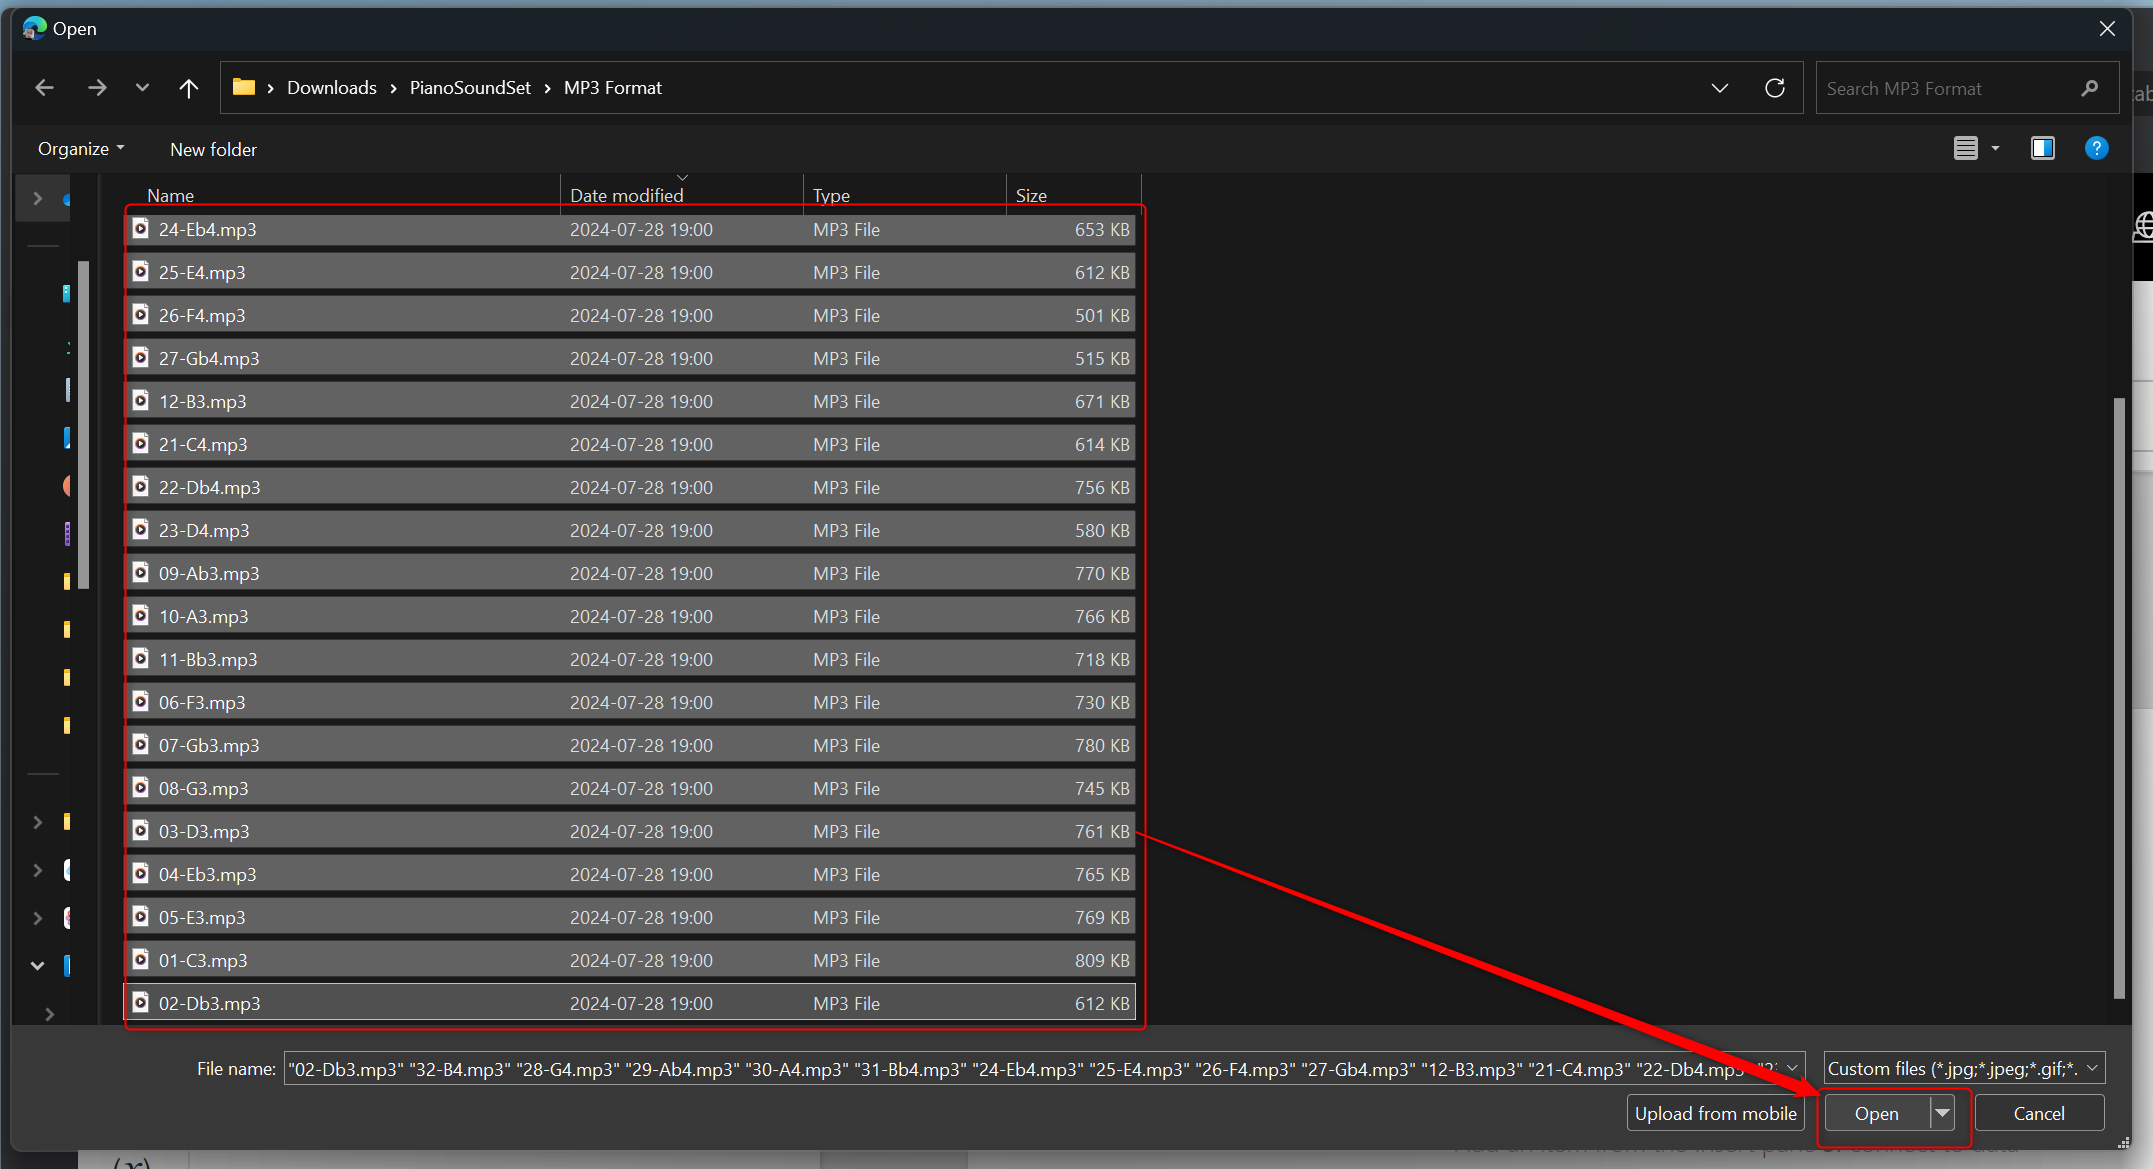 Open
Downloads > PianoSoundSet > MP3 Format
Search MP3 Format
tab
Organize
New folder
?
Name Date modified Type Size
24-Eb4.mp3 2024-07-28 19:00 MP3 File 653 KB
25-E4.mp3 2024-07-28 19:00 MP3 File 612 KB
26-F4.mp3 2024-07-28 19:00 MP3 File 501 KB
27-Gb4.mp3 2024-07-28 19:00 MP3 File 515 KB
12-B3.mp3 2024-07-28 19:00 MP3 File 671 KB
21-C4.mp3 2024-07-28 19:00 MP3 File 614 KB
22-Db4.mp3 2024-07-28 19:00 MP3 File 756 KB
23-D4.mp3 2024-07-28 19:00 MP3 File 580 KB
09-Ab3.mp3 2024-07-28 19:00 MP3 File 770 KB
10-A3.mp3 2024-07-28 19:00 MP3 File 766 KB
11-Bb3.mp3 2024-07-28 19:00 MP3 File 718 KB
06-F3.mp3 2024-07-28 19:00 MP3 File 730 KB
07-Gb3.mp3 2024-07-28 19:00 MP3 File 780 KB
08-G3.mp3 2024-07-28 19:00 MP3 File 745 KB
03-D3.mp3 2024-07-28 19:00 MP3 File 761 KB
04-Eb3.mp3 2024-07-28 19:00 MP3 File 765 KB
05-E3.mp3 2024-07-28 19:00 MP3 File 769 KB
01-C3.mp3 2024-07-28 19:00 MP3 File 809 KB
02-Db3.mp3 2024-07-28 19:00 MP3 File 612 KB
File name: "02-Db3.mp3" "32-B4.mp3" "28-G4.mp3" "29-Ab4.mp3" "30-A4.mp3" "31-Bb4.mp3" "24-Eb4.mp3" "25-E4.mp3" "26-F4.mp3" "27-Gb4.mp3" "12-B3.mp3" "21-C4.mp3" "22-Db4.mp3" "2 Custom files (*.jpg;*.jpeg;*.gif;*.
Upload from mobile Open Cancel
(x)